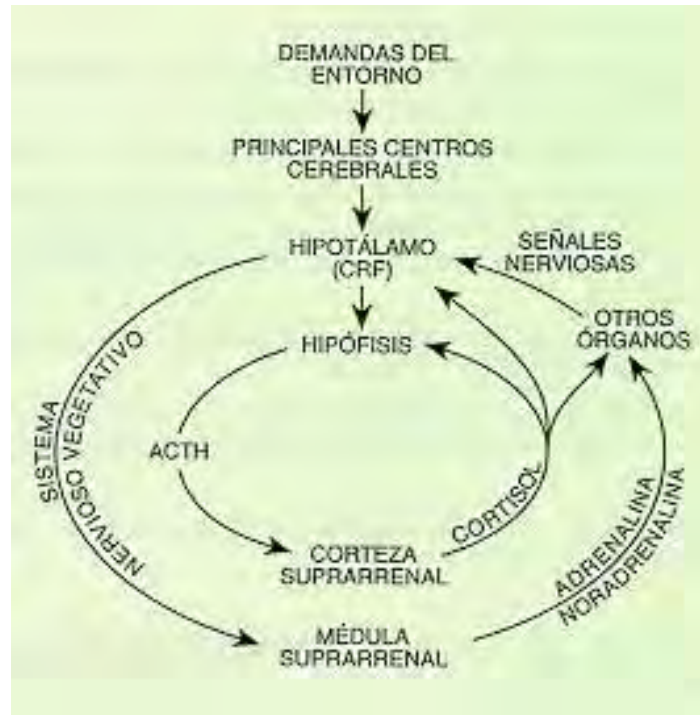 DEMANDAS DEL
ENTORNO
PRINCIPALES CENTROS
CEREBRALES
HIPOTÁLAMO
(CRF)
SEÑALES
NERVIOSAS
HIPÓFISIS
OTROS
ÓRGANOS
SISTEMA
NERVIOSO VEGETATIVO
ACTH
CORTISOL
CORTEZA
SUPRARRENAL
ADRENALINA
NORADRENALINA
MÉDULA
SUPRARRENAL